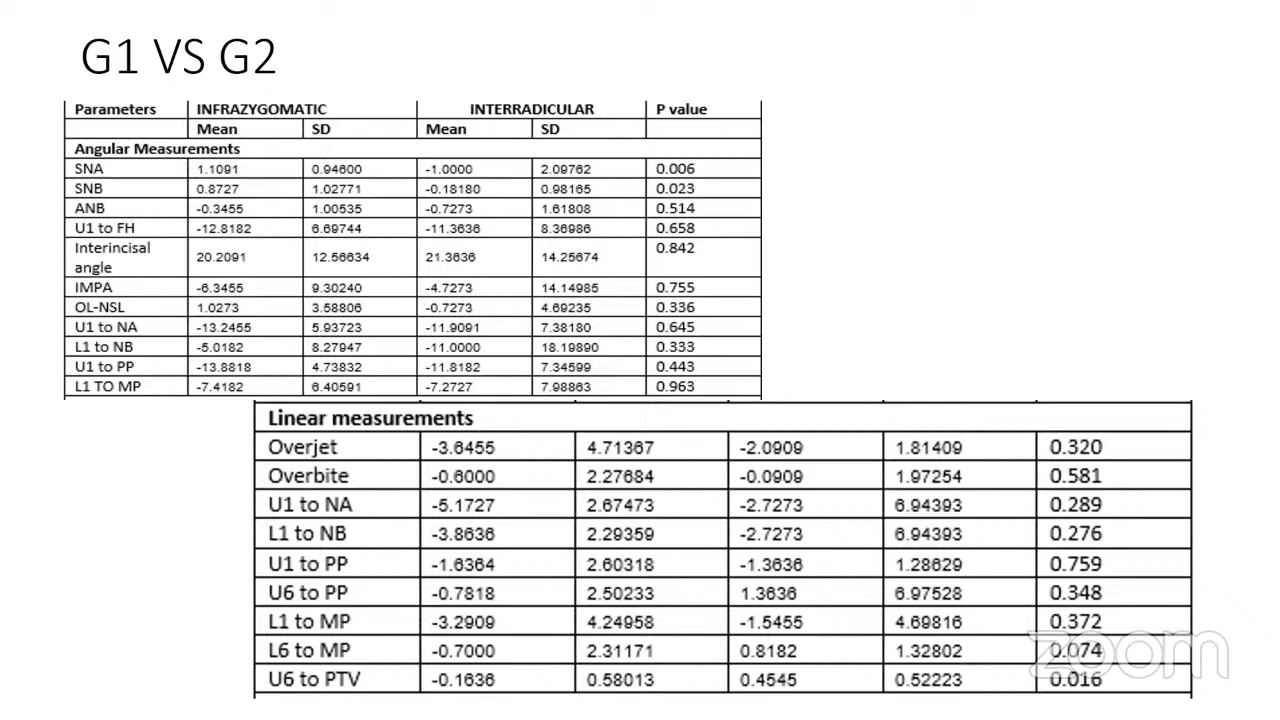 G1 VS G2
Parameters INFRAZYGOMATIC INTERRADICULAR P value
Mean SD Mean SD
Angular Measurements
SNA 1.1091 0.94600 -1.0000 2.09762 0.006
SNB 0.8727 1.02771 -0.18180 0.98165 0.023
ANB -0.3455 1.00535 -0.7273 1.61808 0.514
U1 to FH -12.8182 6.69744 -11.3636 8.36986 0.658
Interincisal angle 20.2091 12.56634 21.3636 14.25674 0.842
IMPA -6.3455 9.30240 -4.7273 14.14985 0.755
OL-NSL 1.0273 3.58806 -0.7273 4.69235 0.336
U1 to NA -13.2455 5.93723 -11.9091 7.38180 0.645
L1 to NB -5.0182 8.27947 -11.0000 18.19890 0.333
U1 to PP -13.8818 4.73832 -11.8182 7.34599 0.443
L1 TO MP -7.4182 6.40591 -7.2727 7.98863 0.963
Linear measurements
Overjet -3.6455 4.71367 -2.0909 1.81409 0.320
Overbite -0.6000 2.27684 -0.0909 1.97254 0.581
U1 to NA -5.1727 2.67473 -2.7273 6.94393 0.289
L1 to NB -3.8636 2.29359 -2.7273 6.94393 0.276
U1 to PP -1.6364 2.60318 -1.3636 1.28629 0.759
U6 to PP -0.7818 2.50233 1.3636 6.97528 0.348
L1 to MP -3.2909 4.24958 -1.5455 4.69816 0.372
L6 to MP -0.7000 2.31171 0.8182 1.32802 0.074
U6 to PTV -0.1636 0.58013 0.4545 0.52223 0.016
zoom